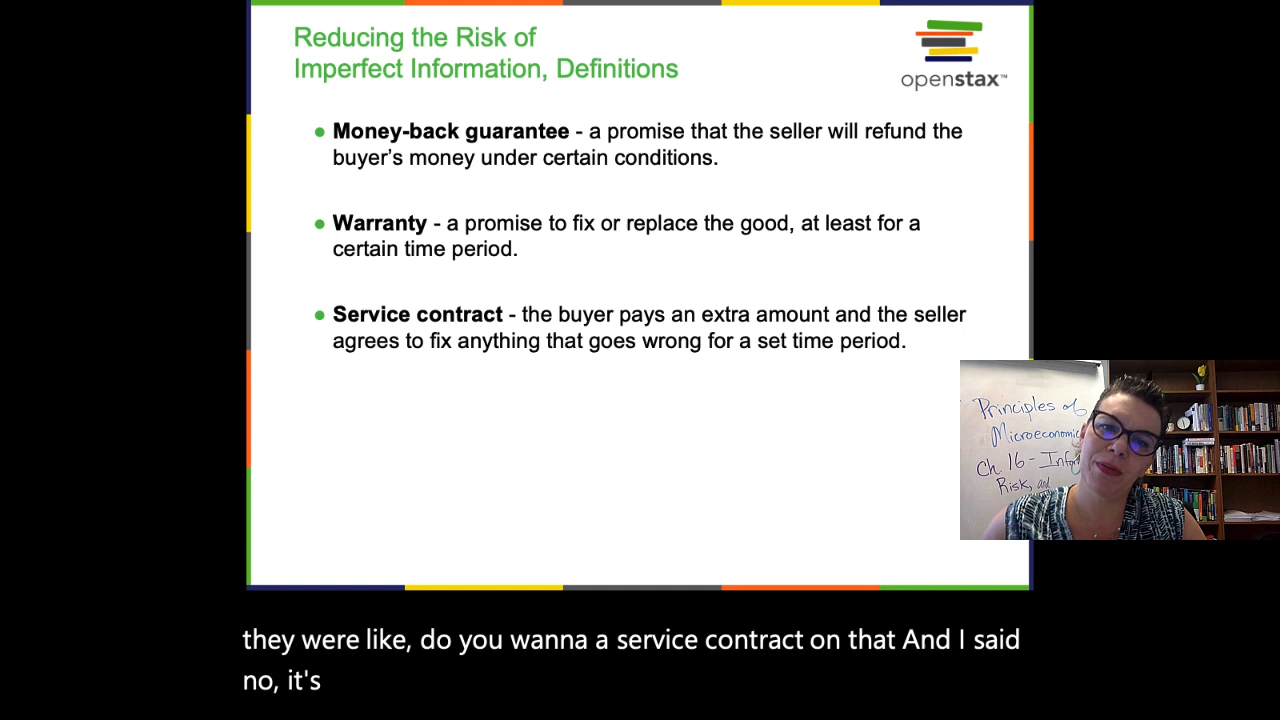 Reducing the Risk of
Imperfect Information, Definitions
openstax™
● Money-back guarantee - a promise that the seller will refund the
buyer’s money under certain conditions.
● Warranty - a promise to fix or replace the good, at least for a
certain time period.
● Service contract - the buyer pays an extra amount and the seller
agrees to fix anything that goes wrong for a set time period.
Principles of
Microeconomic
Ch. 16 - Infor
Risk, and
they were like, do you wanna a service contract on that And I said
no, it's